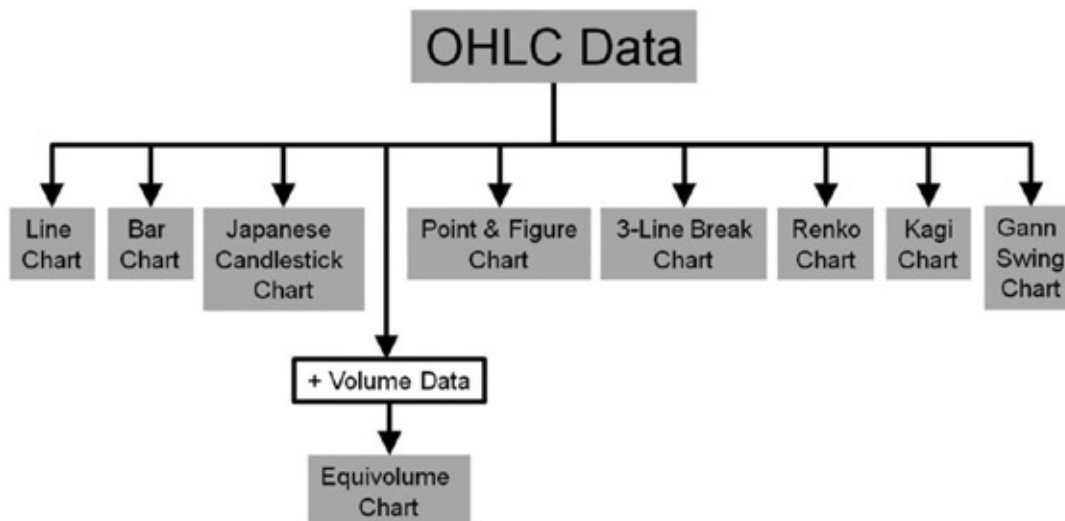 OHLC Data
Line
Chart
Bar
Chart
Japanese
Candlestick
Chart
Point & Figure
Chart
3-Line Break
Chart
Renko
Chart
Kagi
Chart
Gann
Swing
Chart
+ Volume Data
Equivolume
Chart